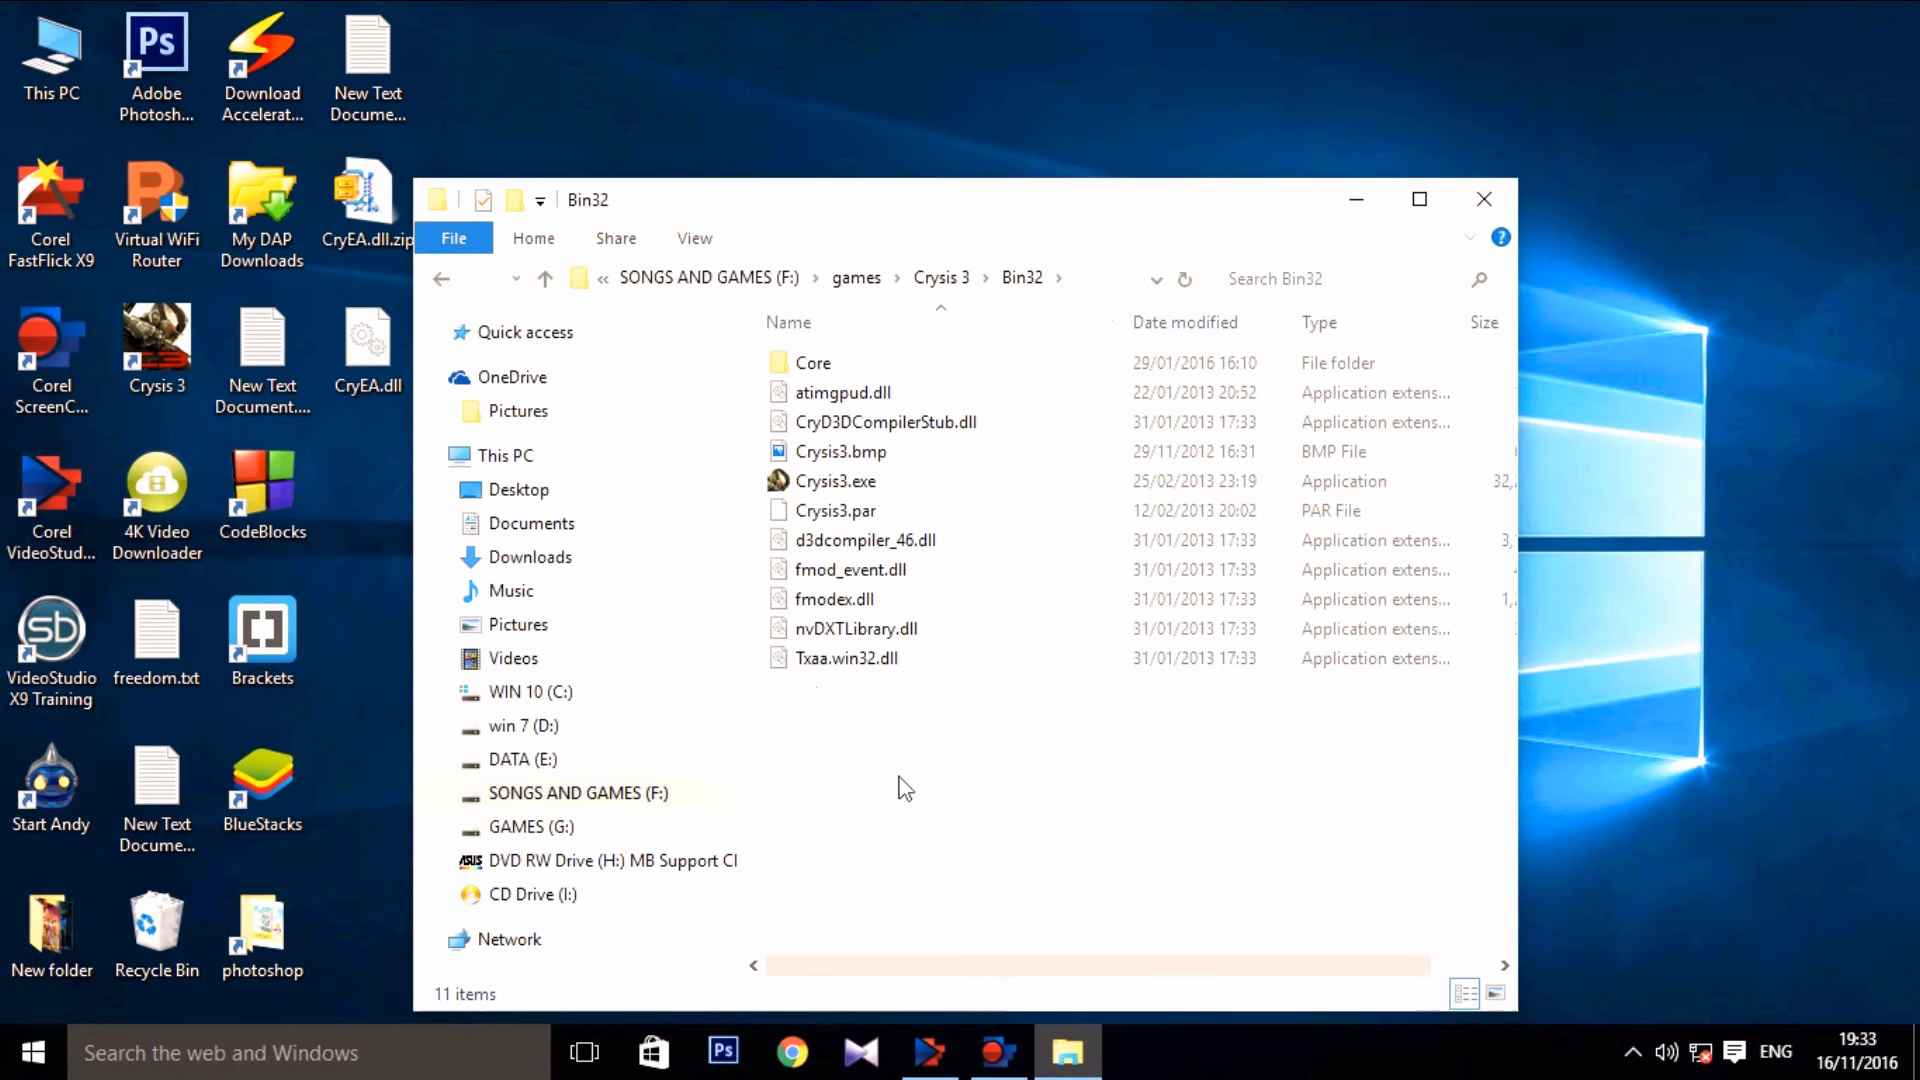 This PC
Adobe
Photosh...
Download
Accelerat...
New Text
Docume...
Corel
FastFlick X9
Virtual WiFi
Router
My DAP
Downloads
CryEA.dll.zip
Corel
ScreenC...
Crysis 3
New Text
Document....
CryEA.dll
Corel
VideoStud...
4K Video
Downloader
CodeBlocks
VideoStudio
X9 Training
freedom.txt
Brackets
Start Andy
New Text
Docume...
BlueStacks
New folder
Recycle Bin
photoshop
Ps
sb
Bin32
File
Home
Share
View
?
« SONGS AND GAMES (F:) › games › Crysis 3 › Bin32 ›
Search Bin32
Quick access
OneDrive
Pictures
This PC
Desktop
Documents
Downloads
Music
Pictures
Videos
WIN 10 (C:)
win 7 (D:)
DATA (E:)
SONGS AND GAMES (F:)
GAMES (G:)
ASUS DVD RW Drive (H:) MB Support CI
CD Drive (I:)
Network
Name Date modified Type Size
Core 29/01/2016 16:10 File folder
atimgpud.dll 22/01/2013 20:52 Application extens...
CryD3DCompilerStub.dll 31/01/2013 17:33 Application extens...
Crysis3.bmp 29/11/2012 16:31 BMP File
Crysis3.exe 25/02/2013 23:19 Application 32,
Crysis3.par 12/02/2013 20:02 PAR File
d3dcompiler_46.dll 31/01/2013 17:33 Application extens... 3,
fmod_event.dll 31/01/2013 17:33 Application extens...
fmodex.dll 31/01/2013 17:33 Application extens... 1,
nvDXTLibrary.dll 31/01/2013 17:33 Application extens...
Txaa.win32.dll 31/01/2013 17:33 Application extens...
11 items
Search the web and Windows
Ps
ENG
19:33
16/11/2016